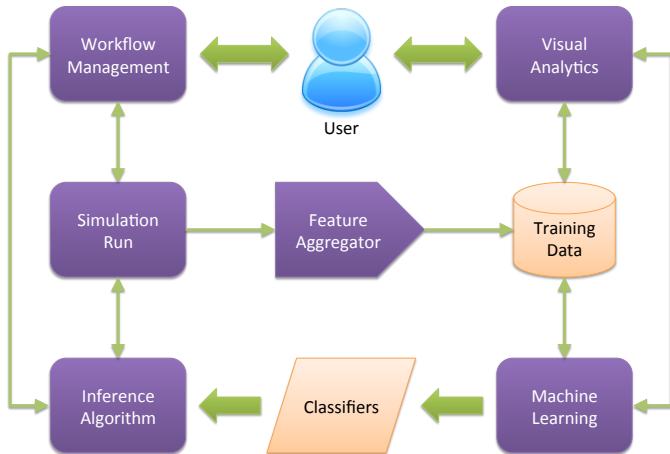 Workflow
Management
User
Visual
Analytics
Simulation
Run
Feature
Aggregator
Training
Data
Inference
Algorithm
Classifiers
Machine
Learning